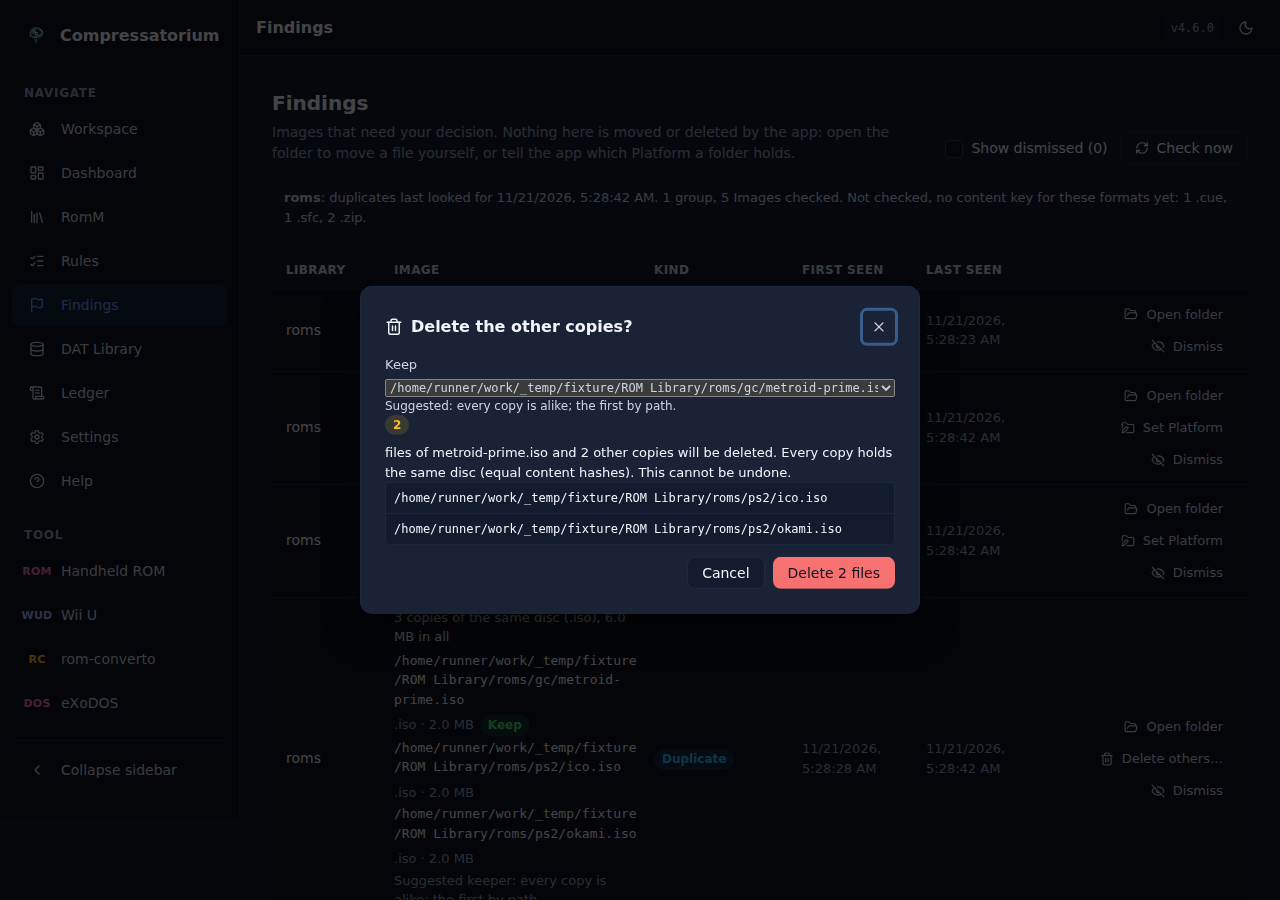 Compressatorium
Findings
v4.6.0
NAVIGATE
Workspace
Dashboard
RomM
Rules
Findings
DAT Library
Ledger
Settings
Help
TOOL
ROM Handheld ROM
WUD Wii U
RC rom-converto
DOS eXoDOS
Collapse sidebar
Findings
Images that need your decision. Nothing here is moved or deleted by the app: open the
folder to move a file yourself, or tell the app which Platform a folder holds.
Show dismissed (0)
Check now
roms: duplicates last looked for 11/21/2026, 5:28:42 AM. 1 group, 5 Images checked. Not checked, no content key for these formats yet: 1 .cue,
1 .sfc, 2 .zip.
LIBRARY IMAGE KIND FIRST SEEN LAST SEEN
roms
11/21/2026,
5:28:23 AM
Open folder
Dismiss
roms
11/21/2026,
5:28:42 AM
Open folder
Set Platform
Dismiss
roms
11/21/2026,
5:28:42 AM
Open folder
Set Platform
Dismiss
Delete the other copies?
Keep
/home/runner/work/_temp/fixture/ROM Library/roms/gc/metroid-prime.is
Suggested: every copy is alike; the first by path.
2
files of metroid-prime.iso and 2 other copies will be deleted. Every copy holds
the same disc (equal content hashes). This cannot be undone.
/home/runner/work/_temp/fixture/ROM Library/roms/ps2/ico.iso
/home/runner/work/_temp/fixture/ROM Library/roms/ps2/okami.iso
Cancel
Delete 2 files
roms
3 copies of the same disc (.iso), 6.0
MB in all
/home/runner/work/_temp/fixture
/ROM Library/roms/gc/metroid-
prime.iso
.iso · 2.0 MB Keep
/home/runner/work/_temp/fixture
/ROM Library/roms/ps2/ico.iso
.iso · 2.0 MB
/home/runner/work/_temp/fixture
/ROM Library/roms/ps2/okami.iso
.iso · 2.0 MB
Suggested keeper: every copy is
alike; the first by path.
Duplicate
11/21/2026,
5:28:28 AM
11/21/2026,
5:28:42 AM
Open folder
Delete others…
Dismiss